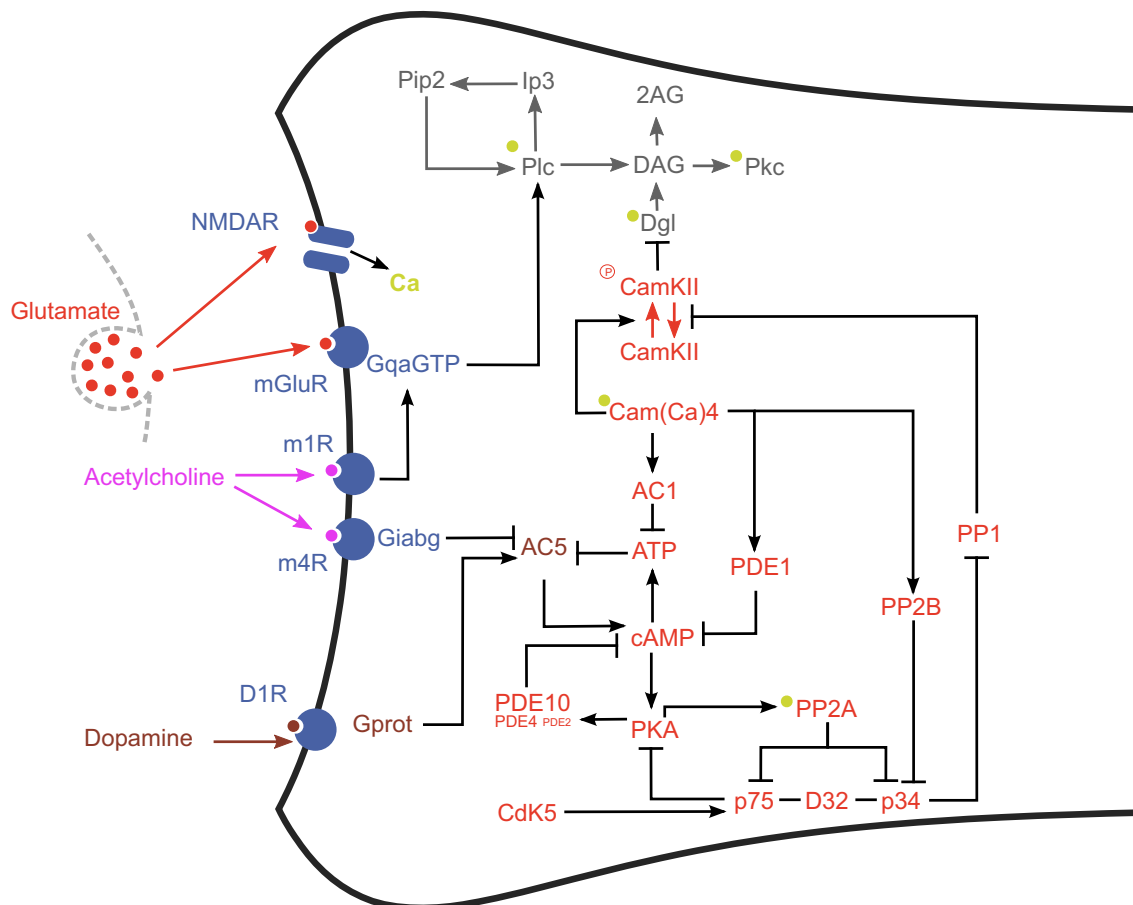 Pip2
Ip3
2AG
Plc
DAG
Pkc
NMDAR
Dgl
Ca
P
CamKII
Glutamate
CamKII
GqaGTP
mGluR
Cam(Ca)4
m1R
Acetylcholine
AC1
Giabg
PP1
m4R
AC5
ATP
PDE1
PP2B
cAMP
D1R
PDE10
PP2A
PDE4 PDE2
Gprot
PKA
Dopamine
p75
D32
p34
CdK5